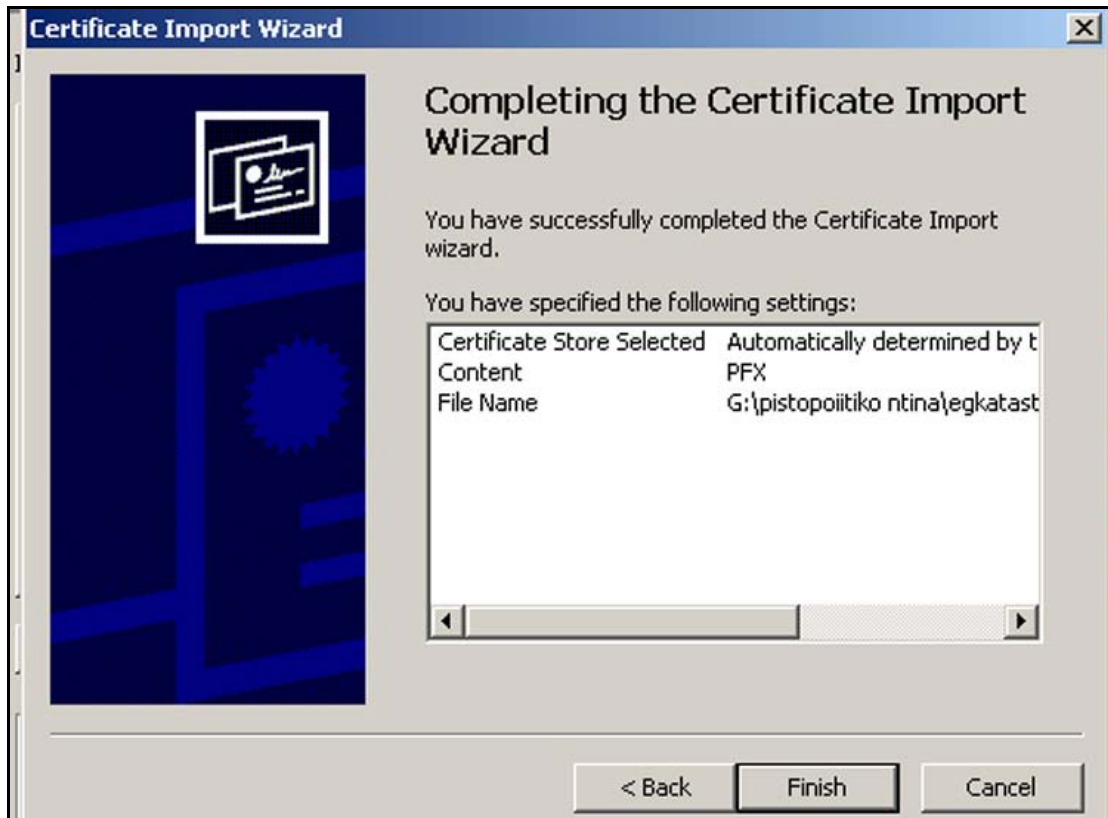 Certificate Import Wizard
Completing the Certificate Import
Wizard
You have successfully completed the Certificate Import
wizard.
You have specified the following settings:
Certificate Store Selected Automatically determined by t
Content PFX
File Name G:\pistopoiitiko ntina\egkatast
< Back Finish Cancel